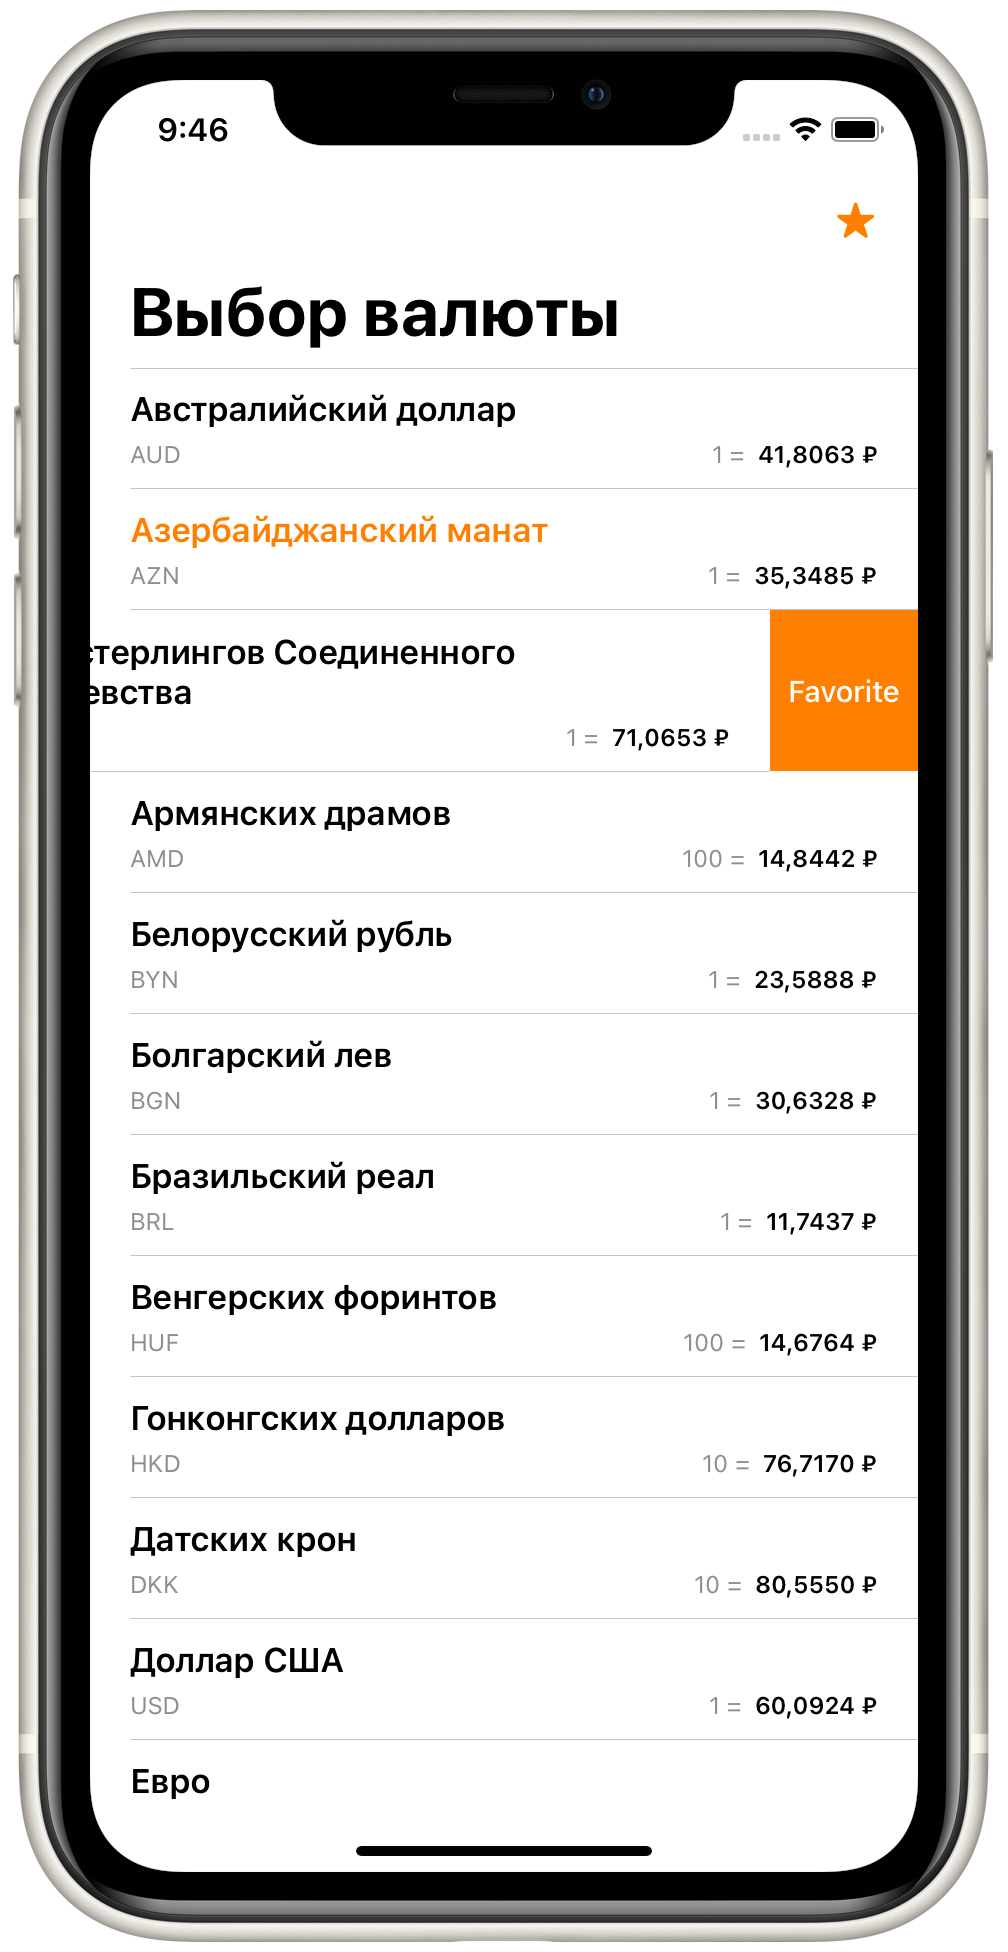 9:46
Выбор валюты
Австралийский доллар
AUD 1 = 41,8063 ₽
Азербайджанский манат
AZN 1 = 35,3485 ₽
стерлингов Соединенного
евства
Favorite
1 = 71,0653 ₽
Армянских драмов
AMD 100 = 14,8442 ₽
Белорусский рубль
BYN 1 = 23,5888 ₽
Болгарский лев
BGN 1 = 30,6328 ₽
Бразильский реал
BRL 1 = 11,7437 ₽
Венгерских форинтов
HUF 100 = 14,6764 ₽
Гонконгских долларов
HKD 10 = 76,7170 ₽
Датских крон
DKK 10 = 80,5550 ₽
Доллар США
USD 1 = 60,0924 ₽
Евро